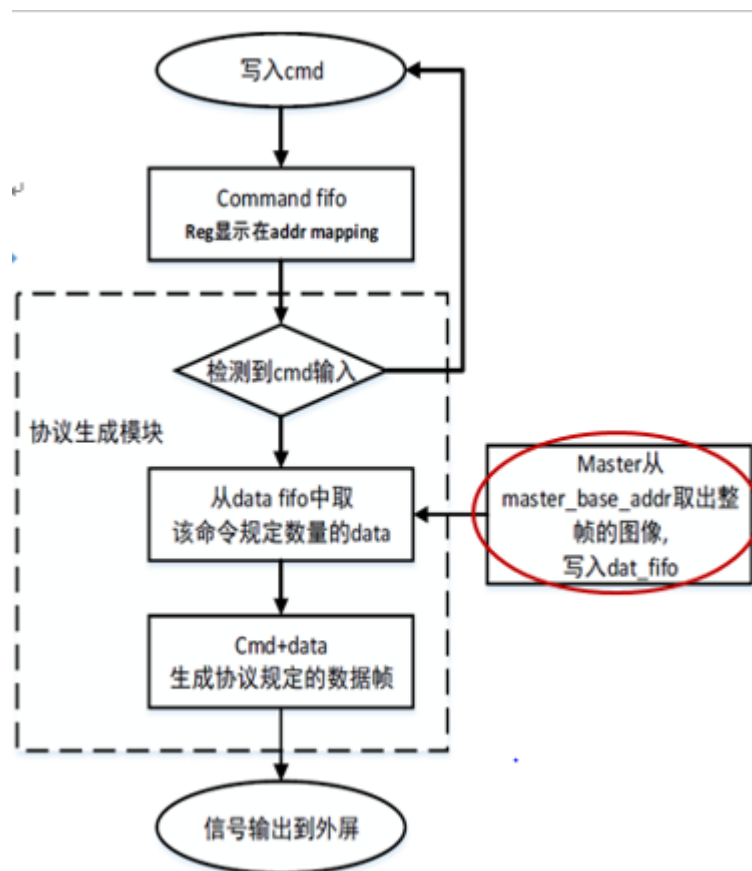 写入cmd
Command fifo
Reg显示在addr mapping
检测到cmd输入
协议生成模块
从data fifo中取
该命令规定数量的data
Master从
master_base_addr取出整
帧的图像,
写入dat_fifo
Cmd+data
生成协议规定的数据帧
信号输出到外屏